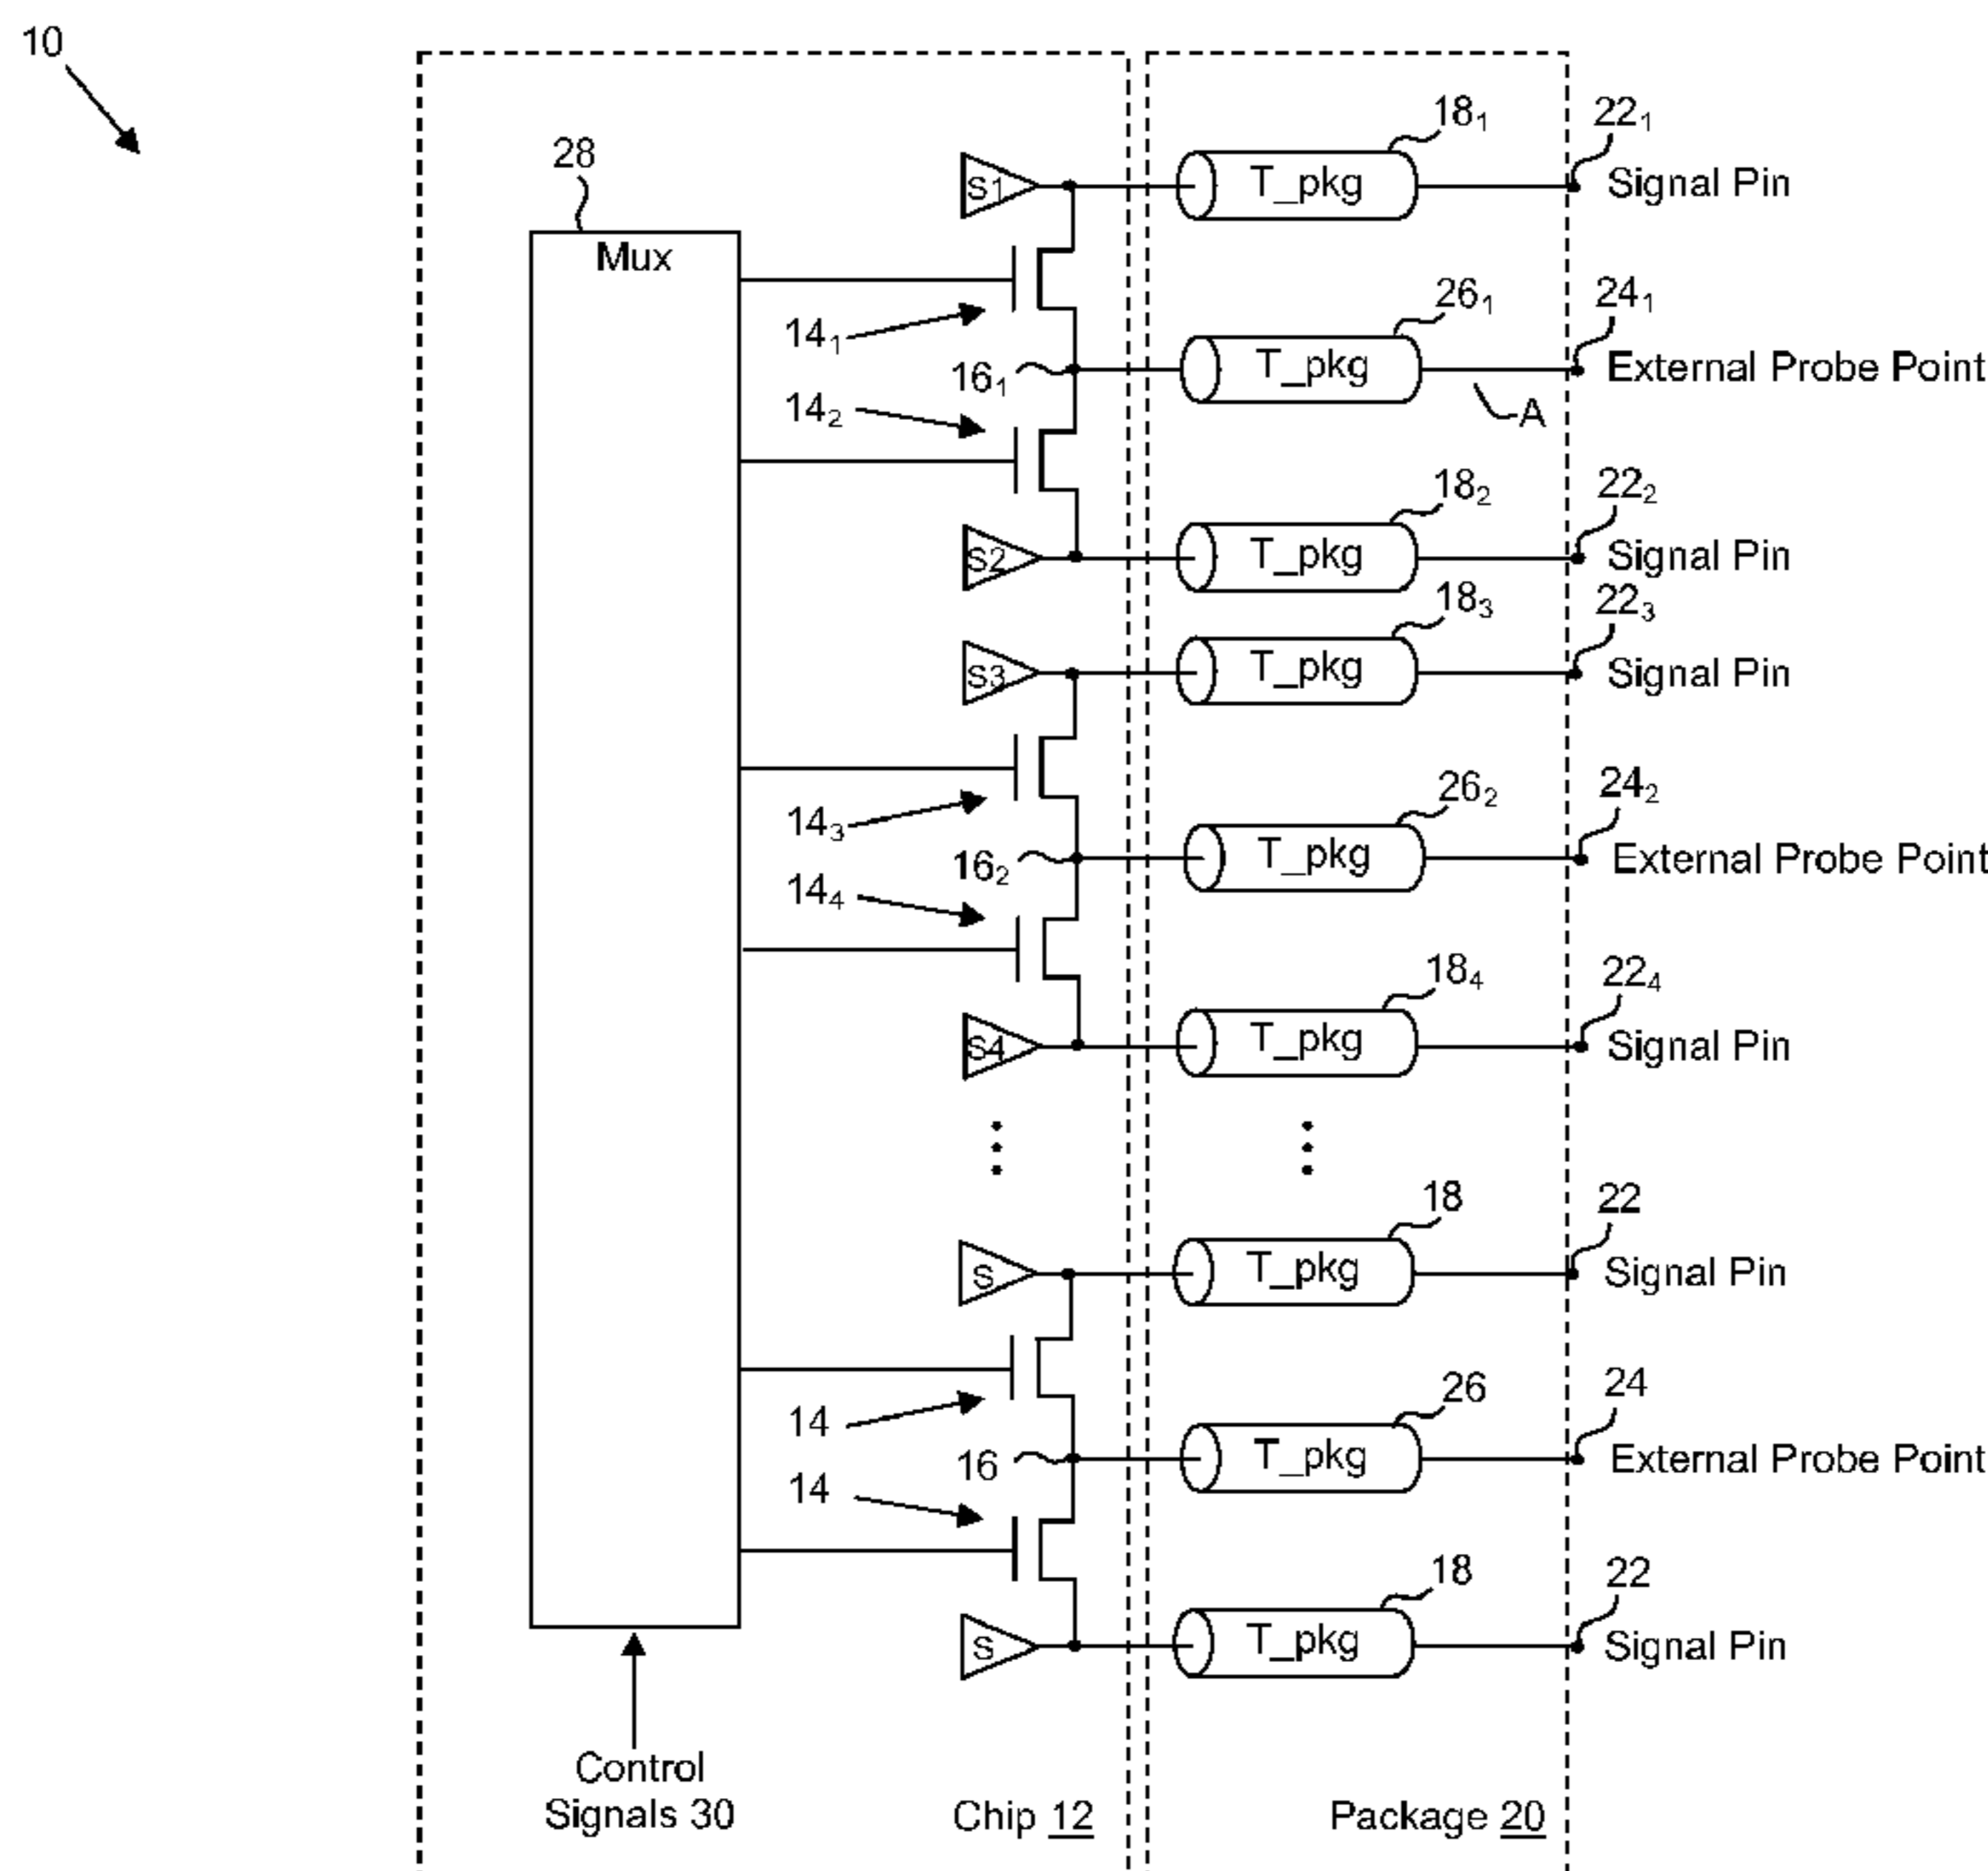 10
28
Mux
S1
T_pkg
18₁
22₁
Signal Pin
14₁
16₁
T_pkg
26₁
24₁
External Probe Point
A
14₂
S2
T_pkg
18₂
22₂
Signal Pin
S3
T_pkg
18₃
22₃
Signal Pin
14₃
16₂
T_pkg
26₂
24₂
External Probe Point
14₄
S4
T_pkg
18₄
22₄
Signal Pin
S
T_pkg
18
22
Signal Pin
14
16
T_pkg
26
24
External Probe Point
14
S
T_pkg
18
22
Signal Pin
Control
Signals 30
Chip 12
Package 20